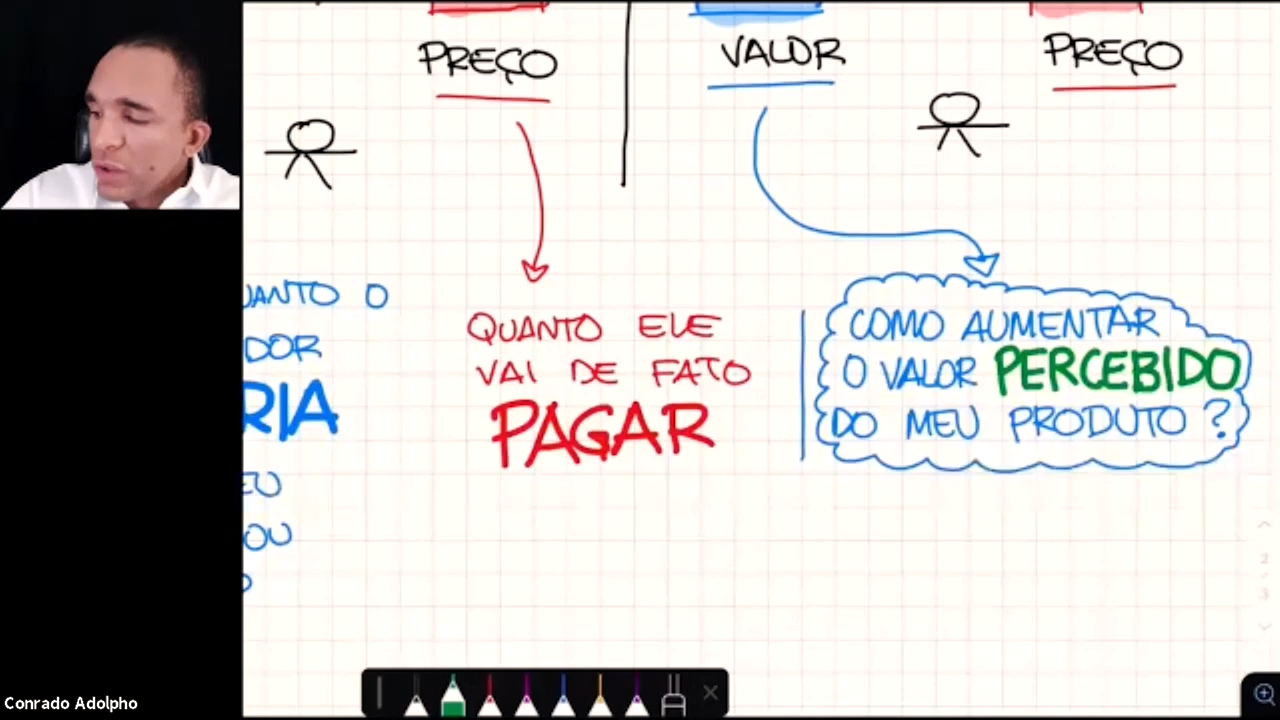 PREÇO
VALOR
PREÇO
UANTO O
DOR
RIA
EU
OU
QUANTO ELE
VAI DE FATO
PAGAR
COMO AUMENTAR
O VALOR PERCEBIDO
DO MEU PRODUTO ?
Conrado Adolpho